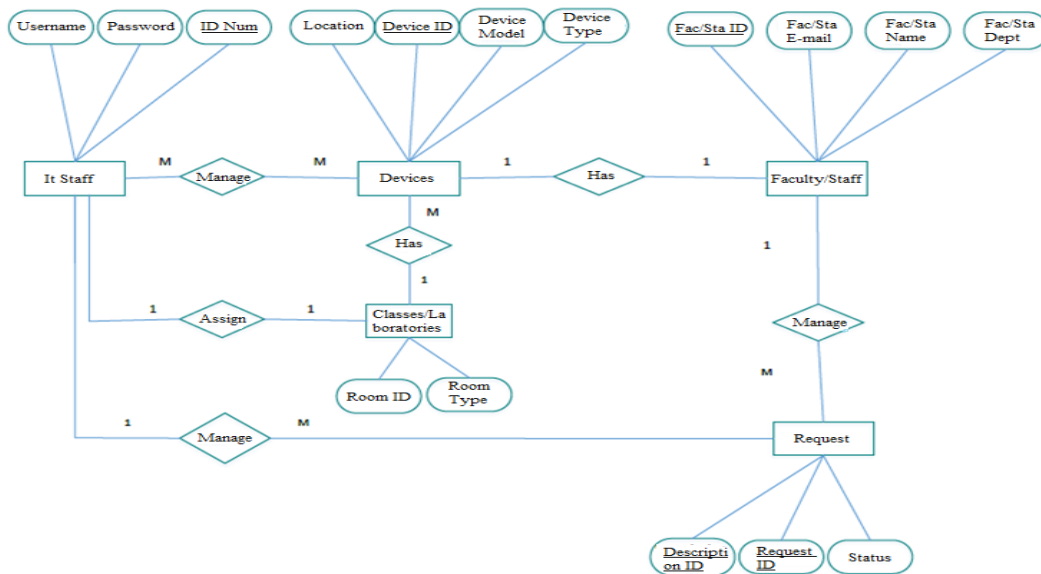 Username
Password
ID Num
Location
Device ID
Device
Model
Device
Type
Fac/Sta ID
Fac/Sta
E-mail
Fac/Sta
Name
Fac/Sta
Dept
M
M
1
1
It Staff
Manage
Devices
Has
Faculty/Staff
M
Has
1
1
1
1
Assign
Classes/La
boratories
Manage
Room ID
Room
Type
M
1
M
Manage
Request
Descripti
on ID
Request
ID
Status